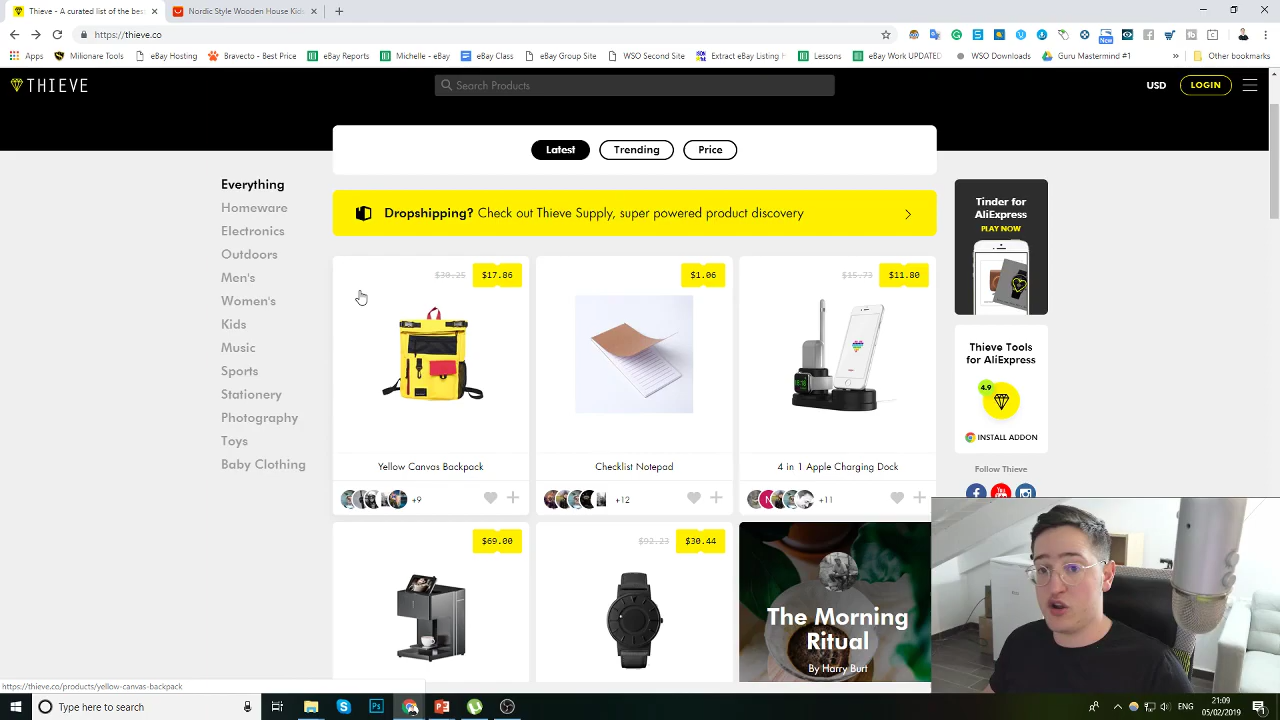 Thieve - A curated list of the bes
Nordic Style Wooden House Kids
https://thieve.co
New
Apps
Milionare Tools
eBay Hosting
Bravecto - Best Price
eBay Reports
Michelle - eBay
eBay Class
eBay Group Site
WSO Second Site
Extract eBay Listing
Lessons
eBay Work UPDATED
WSO Downloads
Guru Mastermind #1
Other bookmarks
THIEVE
Search Products
USD
LOGIN
Latest
Trending
Price
Everything
Homeware
Electronics
Outdoors
Men's
Women's
Kids
Music
Sports
Stationery
Photography
Toys
Baby Clothing
Dropshipping? Check out Thieve Supply, super powered product discovery
$17.86
$1.06
$11.80
Yellow Canvas Backpack
Checklist Notepad
4 in 1 Apple Charging Dock
+9
+12
+11
$69.00
$92.23
$30.44
The Morning
Ritual
By Harry Burt
Tinder for
AliExpress
PLAY NOW
Thieve Tools
for AliExpress
4.9
INSTALL ADDON
Follow Thieve
https://thieve.co/products/yellow-canvas-backpack
Type here to search
ENG
21:09
05/02/2019